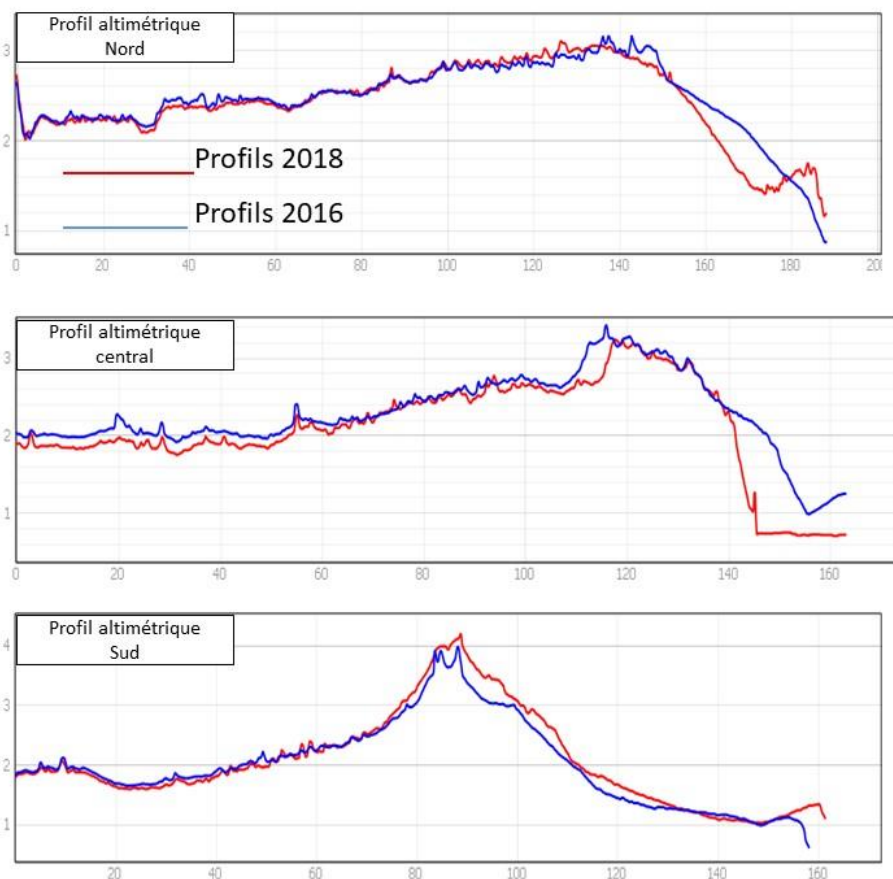 Profil altimétrique
Nord
3
2
1
Profils 2018
Profils 2016
0 20 40 60 80 100 120 140 160 180 20
Profil altimétrique
central
3
2
1
0 20 40 60 80 100 120 140 160
Profil altimétrique
Sud
4
3
2
1
20 40 60 80 100 120 140 160